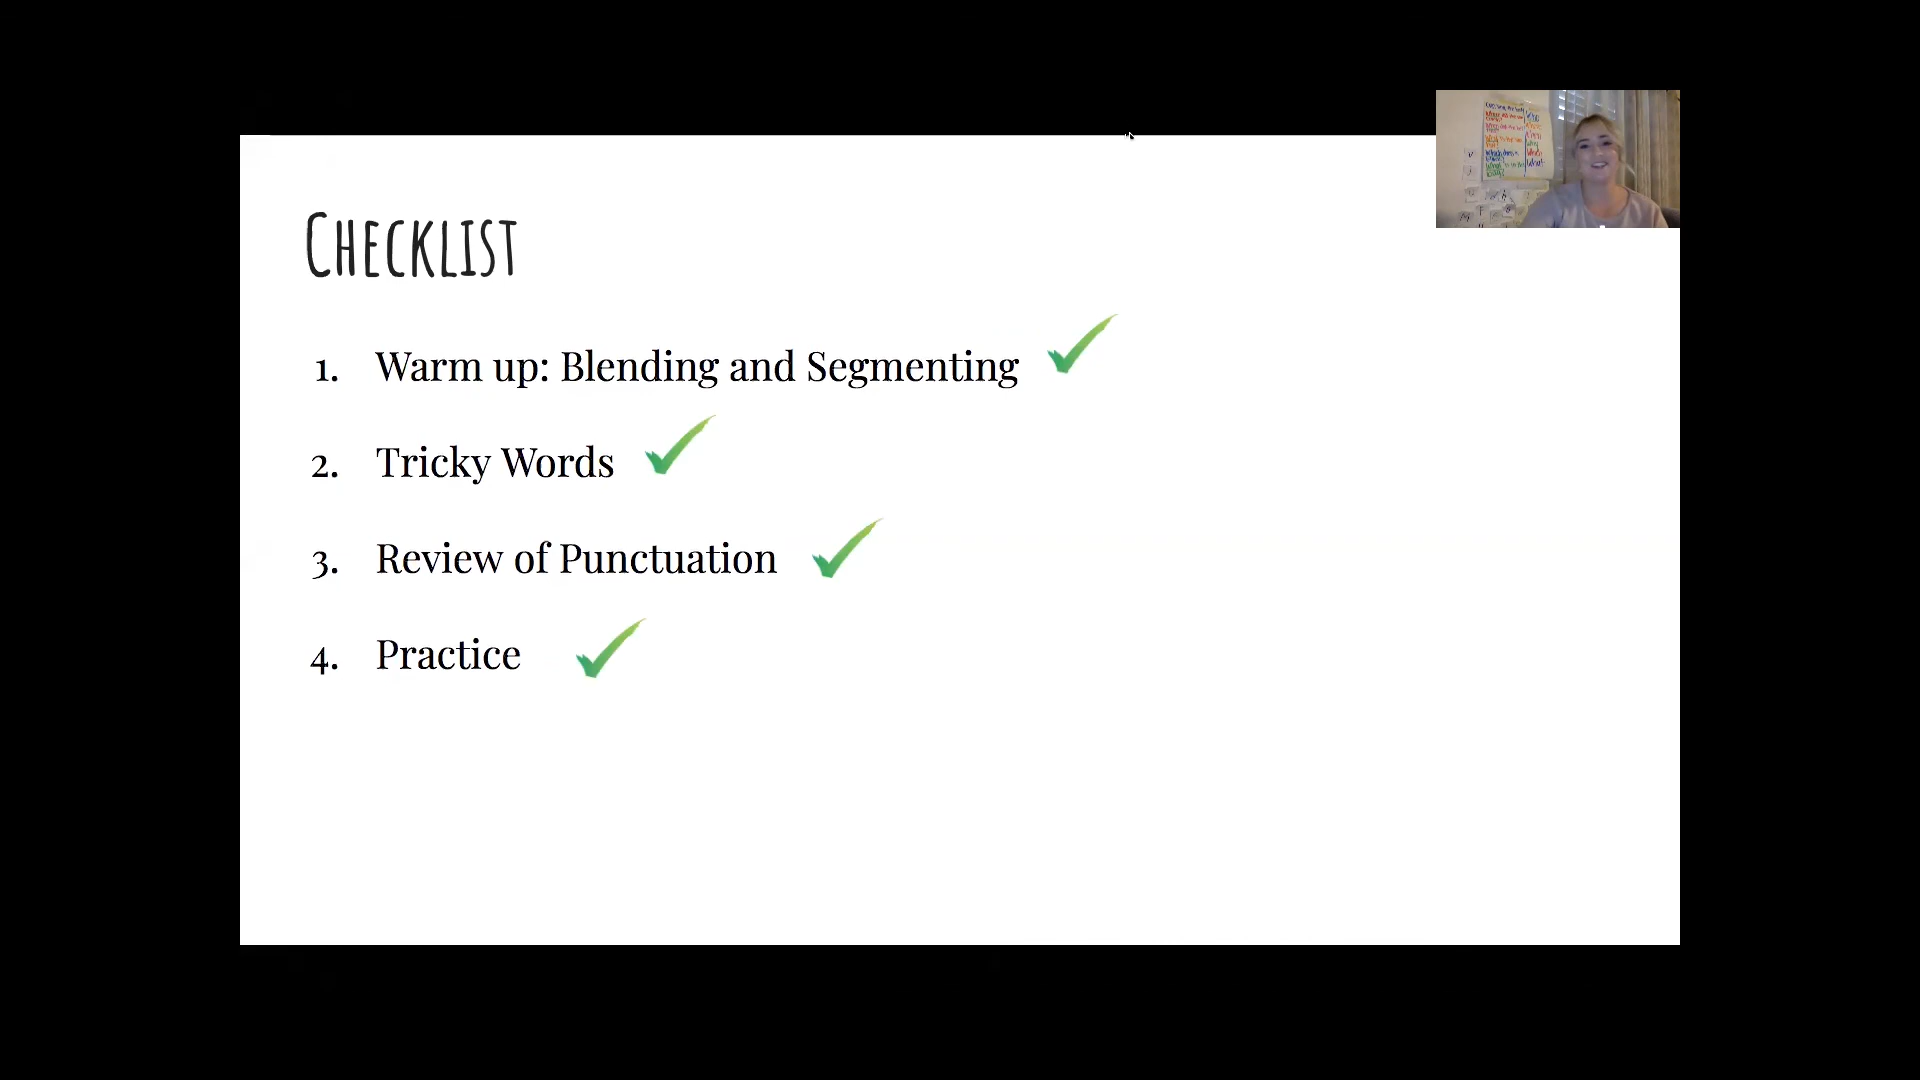 CHECKLIST
1. Warm up: Blending and Segmenting
2. Tricky Words
3. Review of Punctuation
4. Practice